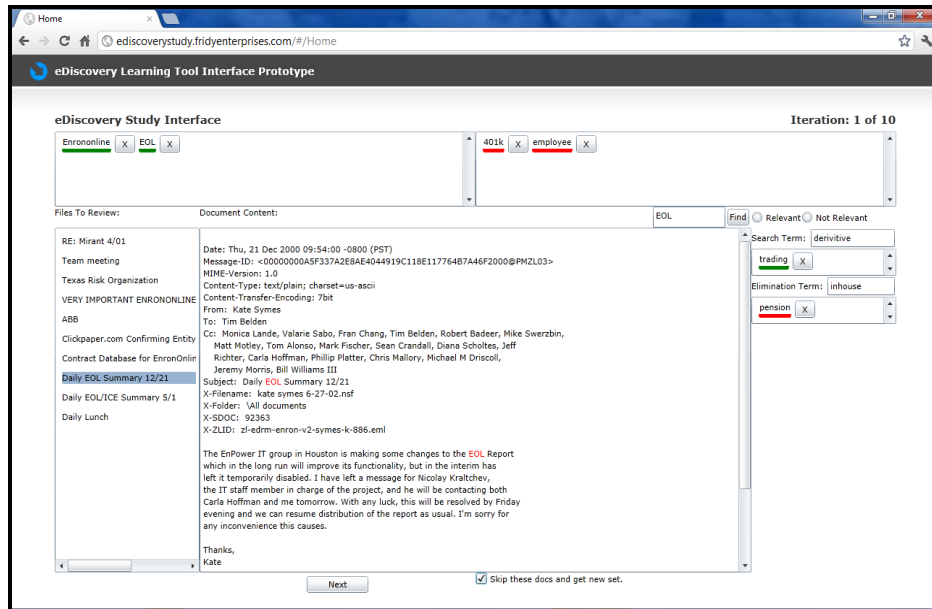 Home
ediscoverystudy.fridyenterprises.com/#/Home
eDiscovery Learning Tool Interface Prototype
eDiscovery Study Interface
Iteration: 1 of 10
Enrononline X EOL X
401k X employee X
Files To Review:
Document Content:
EOL
Find
Relevant
Not Relevant
RE: Mirant 4/01
Team meeting
Texas Risk Organization
VERY IMPORTANT ENRONONLINE
ABB
Clickpaper.com Confirming Entity
Contract Database for EnronOnlin
Daily EOL Summary 12/21
Daily EOL/ICE Summary 5/1
Daily Lunch
Date: Thu, 21 Dec 2000 09:54:00 -0800 (PST)
Message-ID: <00000000A5F337A2E8AE4044919C118E117764B7A46F2000@PMZL03>
MIME-Version: 1.0
Content-Type: text/plain; charset=us-ascii
Content-Transfer-Encoding: 7bit
From: Kate Symes
To: Tim Belden
Cc: Monica Lande, Valarie Sabo, Fran Chang, Tim Belden, Robert Badeer, Mike Swerzbin,
Matt Motley, Tom Alonso, Mark Fischer, Sean Crandall, Diana Scholtes, Jeff
Richter, Carla Hoffman, Phillip Platter, Chris Mallory, Michael M Driscoll,
Jeremy Morris, Bill Williams III
Subject: Daily EOL Summary 12/21
X-Filename: kate symes 6-27-02.nsf
X-Folder: \All documents
X-SDOC: 92363
X-ZLID: zl-edrm-enron-v2-symes-k-886.eml
The EnPower IT group in Houston is making some changes to the EOL Report
which in the long run will improve its functionality, but in the interim has
left it temporarily disabled. I have left a message for Nicolay Kraltchev,
the IT staff member in charge of the project, and he will be contacting both
Carla Hoffman and me tomorrow. With any luck, this will be resolved by Friday
evening and we can resume distribution of the report as usual. I'm sorry for
any inconvenience this causes.
Thanks,
Kate
Search Term: derivitive
trading X
Elimination Term: inhouse
pension X
Next
Skip these docs and get new set.